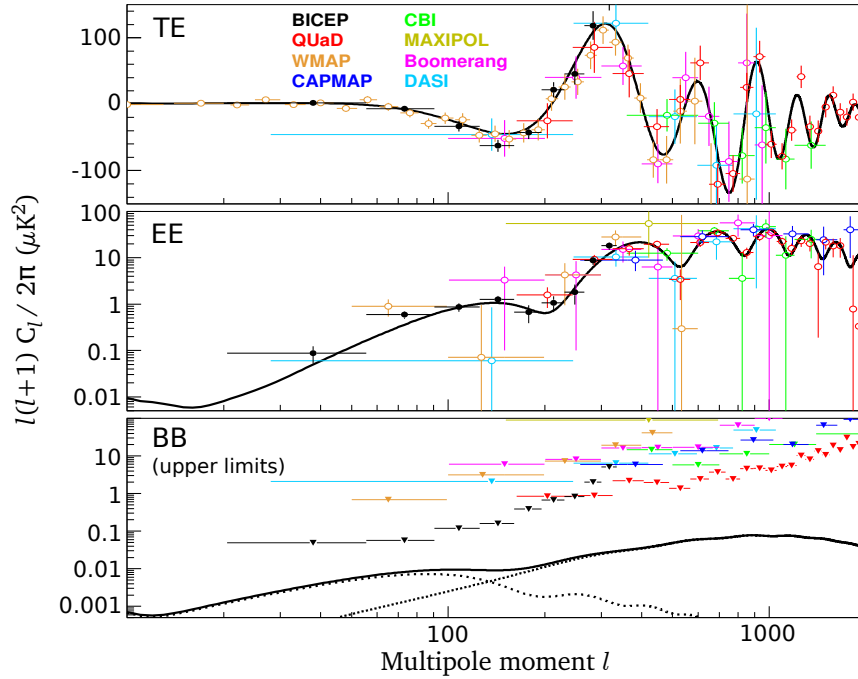 TE
BICEP
QUaD
WMAP
CAPMAP
CBI
MAXIPOL
Boomerang
DASI
100
0
-100
EE
100
10
1
0.1
0.01
BB
(upper limits)
10
1
0.1
0.01
0.001
l(l+1) Cl / 2π (μK²)
100
1000
Multipole moment l